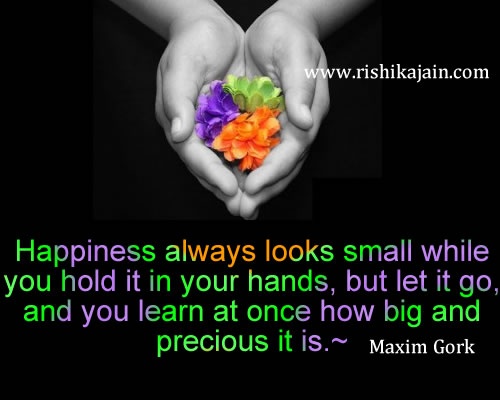 www.rishikajain.com
Happiness always looks small while
you hold it in your hands, but let it go,
and you learn at once how big and
precious it is.~ Maxim Gork